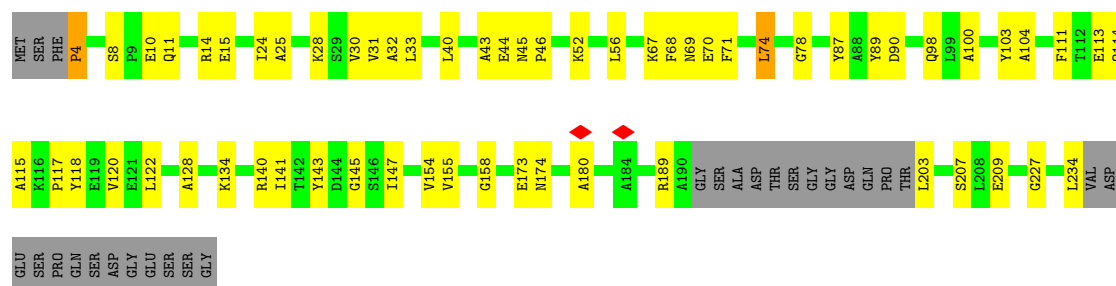 MET SER PHE P4 S8 P9 E10 Q11 R14 E15 I24 A25 K28 S29 V30 V31 A32 L33 L40 A43 E44 N45 P46 K52 L56 K67 F68 N69 E70 F71 L74 G78 Y87 A88 Y89 D90 Q98 L99 A100 Y103 A104 F111 T112 E113
A115 K116 P117 Y118 E119 V120 E121 L122 A128 K134 R140 I141 T142 Y143 D144 G145 S146 I147 V154 V155 G158 E173 N174 A180 A184 R189 A190 GLY SER ALA ASP THR SER GLY GLY ASP GLN PRO THR L203 S207 L208 E209 G227 L234 VAL ASP
GLU SER PRO GLN SER ASP GLY GLU SER SER GLY